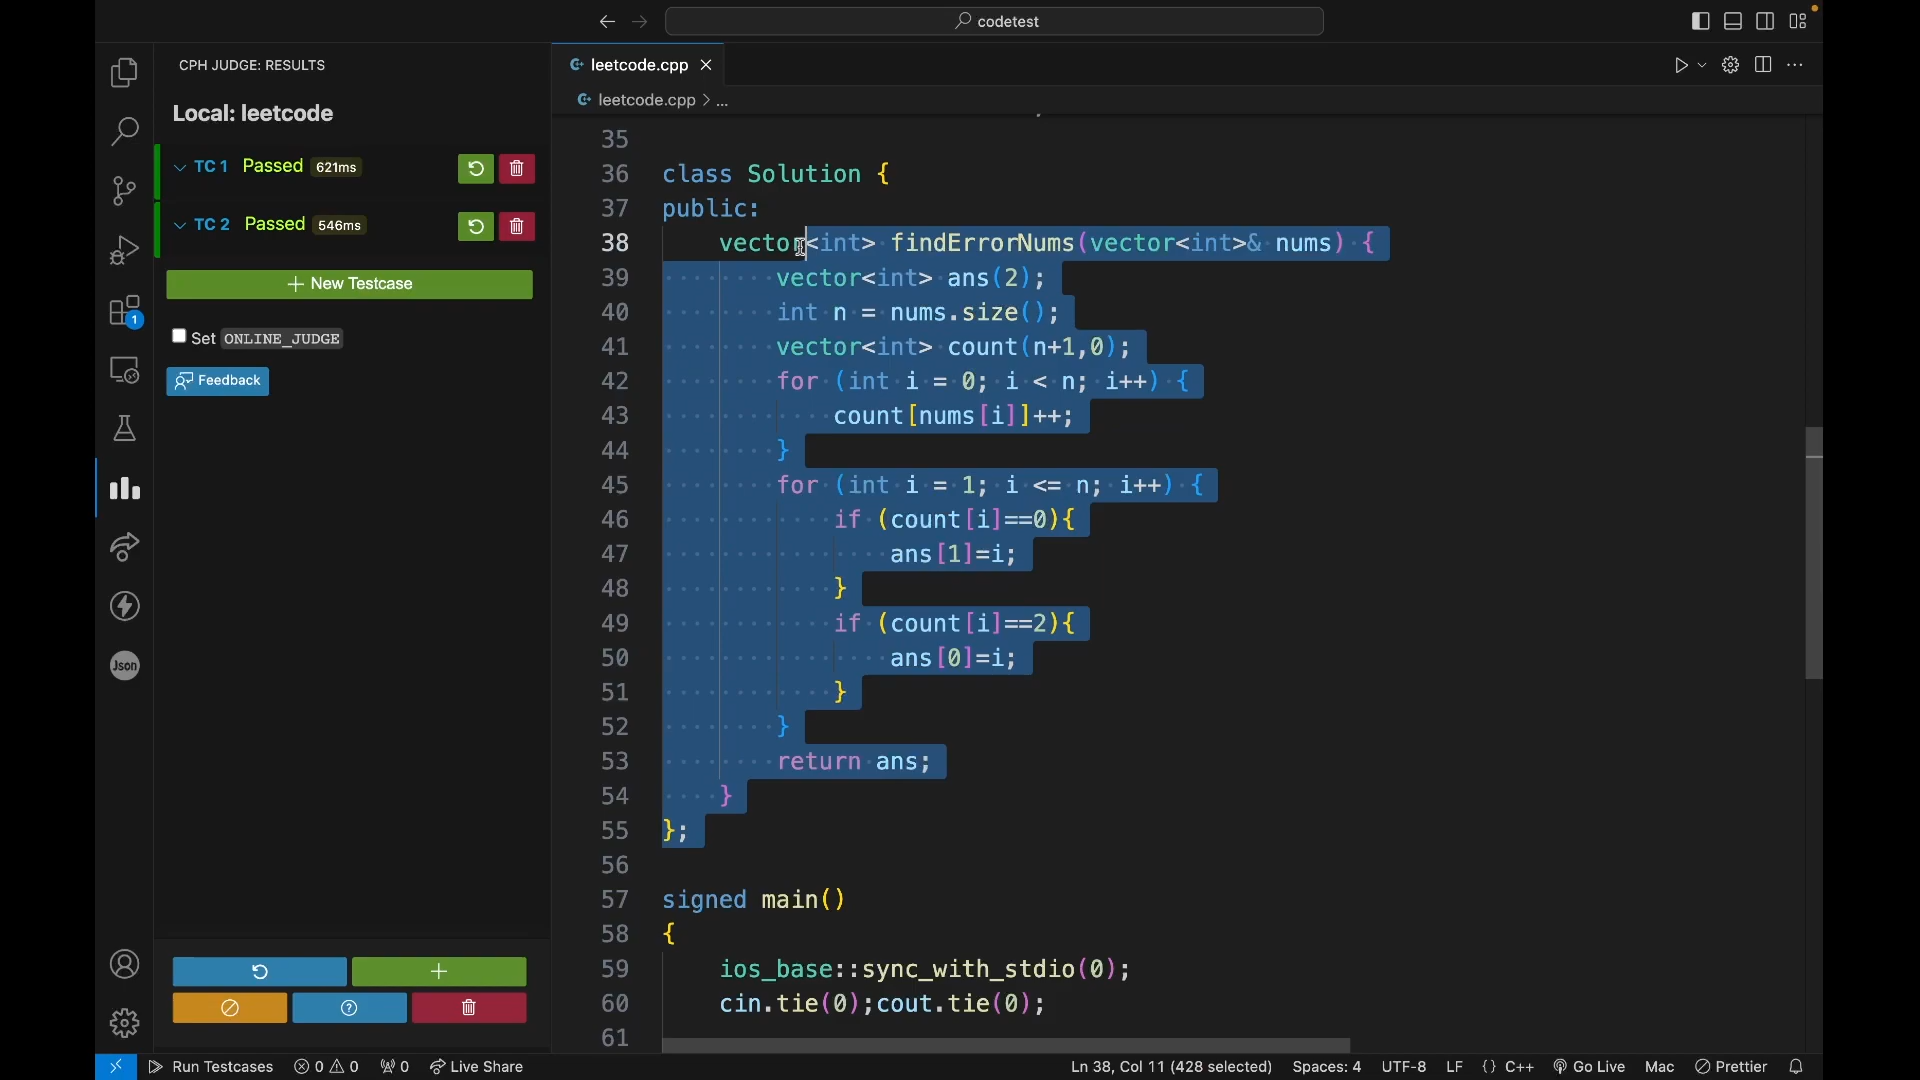 codetest
CPH JUDGE: RESULTS
Local: leetcode
TC 1 Passed 621ms
TC 2 Passed 546ms
New Testcase
Set ONLINE_JUDGE
Feedback
1
Json
leetcode.cpp
leetcode.cpp > ...
35
36 class Solution {
37 public:
38 vector<int> findErrorNums(vector<int>& nums) {
39 vector<int> ans(2);
40 int n = nums.size();
41 vector<int> count(n+1,0);
42 for (int i = 0; i < n; i++) {
43 count[nums[i]]++;
44 }
45 for (int i = 1; i <= n; i++) {
46 if (count[i]==0){
47 ans[1]=i;
48 }
49 if (count[i]==2){
50 ans[0]=i;
51 }
52 }
53 return ans;
54 }
55 };
56
57 signed main()
58 {
59 ios_base::sync_with_stdio(0);
60 cin.tie(0);cout.tie(0);
61
Run Testcases 0 0 0 Live Share Ln 38, Col 11 (428 selected) Spaces: 4 UTF-8 LF {} C++ Go Live Mac Prettier